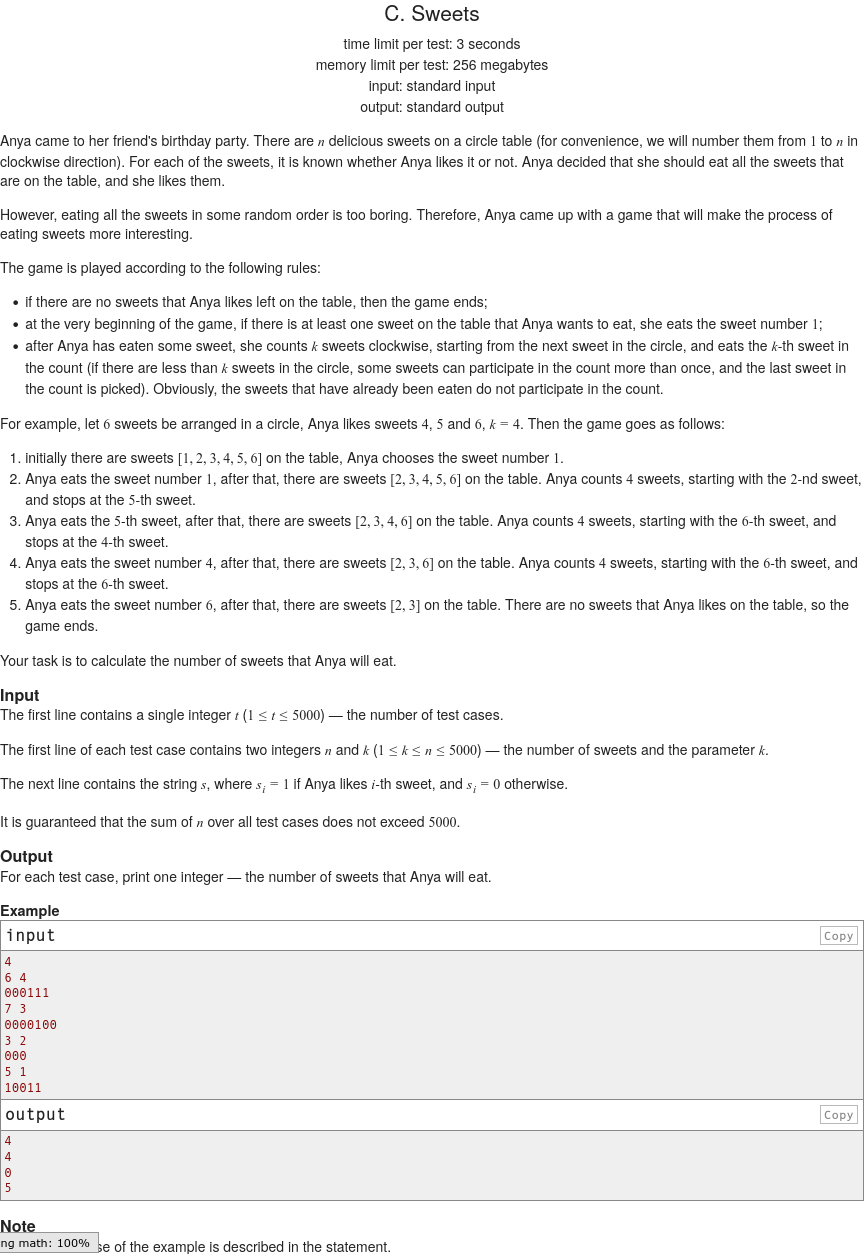 C. Sweets
time limit per test: 3 seconds
memory limit per test: 256 megabytes
input: standard input
output: standard output
Anya came to her friend's birthday party. There are n delicious sweets on a circle table (for convenience, we will number them from 1 to n in
clockwise direction). For each of the sweets, it is known whether Anya likes it or not. Anya decided that she should eat all the sweets that
are on the table, and she likes them.
However, eating all the sweets in some random order is too boring. Therefore, Anya came up with a game that will make the process of
eating sweets more interesting.
The game is played according to the following rules:
• if there are no sweets that Anya likes left on the table, then the game ends;
• at the very beginning of the game, if there is at least one sweet on the table that Anya wants to eat, she eats the sweet number 1;
• after Anya has eaten some sweet, she counts k sweets clockwise, starting from the next sweet in the circle, and eats the k-th sweet in
the count (if there are less than k sweets in the circle, some sweets can participate in the count more than once, and the last sweet in
the count is picked). Obviously, the sweets that have already been eaten do not participate in the count.
For example, let 6 sweets be arranged in a circle, Anya likes sweets 4, 5 and 6, k = 4. Then the game goes as follows:
1. initially there are sweets [1, 2, 3, 4, 5, 6] on the table, Anya chooses the sweet number 1.
2. Anya eats the sweet number 1, after that, there are sweets [2, 3, 4, 5, 6] on the table. Anya counts 4 sweets, starting with the 2-nd sweet,
and stops at the 5-th sweet.
3. Anya eats the 5-th sweet, after that, there are sweets [2, 3, 4, 6] on the table. Anya counts 4 sweets, starting with the 6-th sweet, and
stops at the 4-th sweet.
4. Anya eats the sweet number 4, after that, there are sweets [2, 3, 6] on the table. Anya counts 4 sweets, starting with the 6-th sweet, and
stops at the 6-th sweet.
5. Anya eats the sweet number 6, after that, there are sweets [2, 3] on the table. There are no sweets that Anya likes on the table, so the
game ends.
Your task is to calculate the number of sweets that Anya will eat.
Input
The first line contains a single integer t (1 ≤ t ≤ 5000) — the number of test cases.
The first line of each test case contains two integers n and k (1 ≤ k ≤ n ≤ 5000) — the number of sweets and the parameter k.
The next line contains the string s, where s_i = 1 if Anya likes i-th sweet, and s_i = 0 otherwise.
It is guaranteed that the sum of n over all test cases does not exceed 5000.
Output
For each test case, print one integer — the number of sweets that Anya will eat.
Example
input Copy
4
6 4
000111
7 3
0000100
3 2
000
5 1
10011
output Copy
4
4
0
5
Note
ng math: 100%
se of the example is described in the statement.